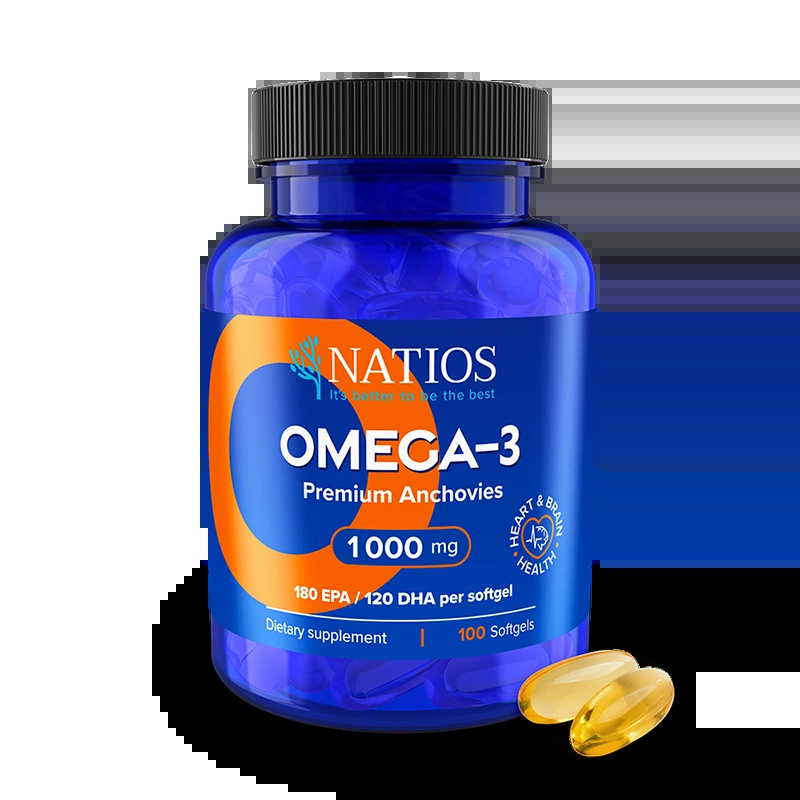 NATIOS
It's better to be the best
OMEGA-3
Premium Anchovies
1000 mg
HEART & BRAIN
• HEALTH •
180 EPA / 120 DHA per softgel
Dietary supplement | 100 Softgels